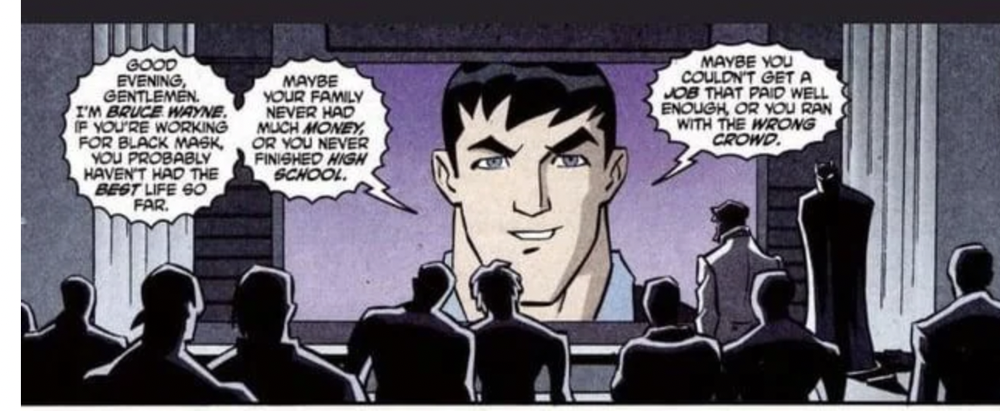 GOOD
EVENING,
GENTLEMEN.
I'M BRUCE WAYNE.
IF YOU'RE WORKING
FOR BLACK MASK,
YOU PROBABLY
HAVEN'T HAD THE
BEST LIFE SO
FAR.
MAYBE
YOUR FAMILY
NEVER HAD
MUCH MONEY,
OR YOU NEVER
FINISHED HIGH
SCHOOL.
MAYBE YOU
COULDN'T GET A
JOB THAT PAID WELL
ENOUGH, OR YOU RAN
WITH THE WRONG
CROWD.